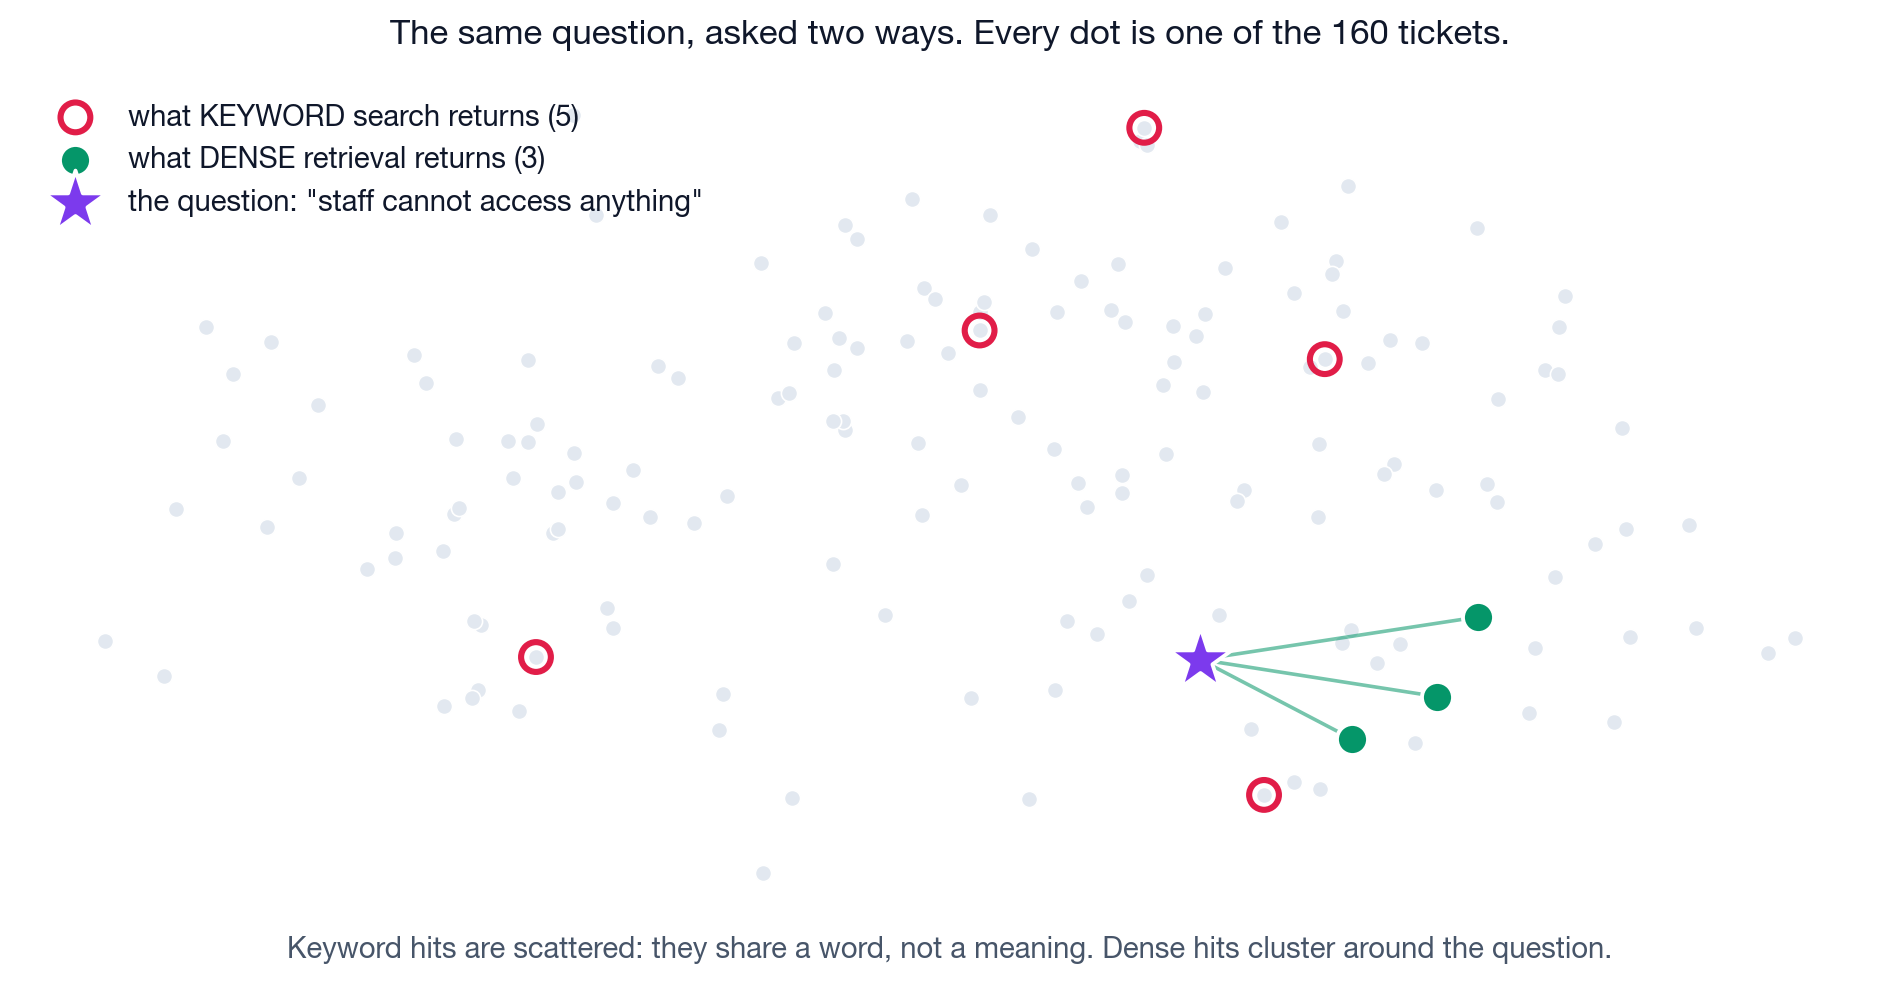 The same question, asked two ways. Every dot is one of the 160 tickets.
what KEYWORD search returns (5)
what DENSE retrieval returns (3)
the question: "staff cannot access anything"
Keyword hits are scattered: they share a word, not a meaning. Dense hits cluster around the question.